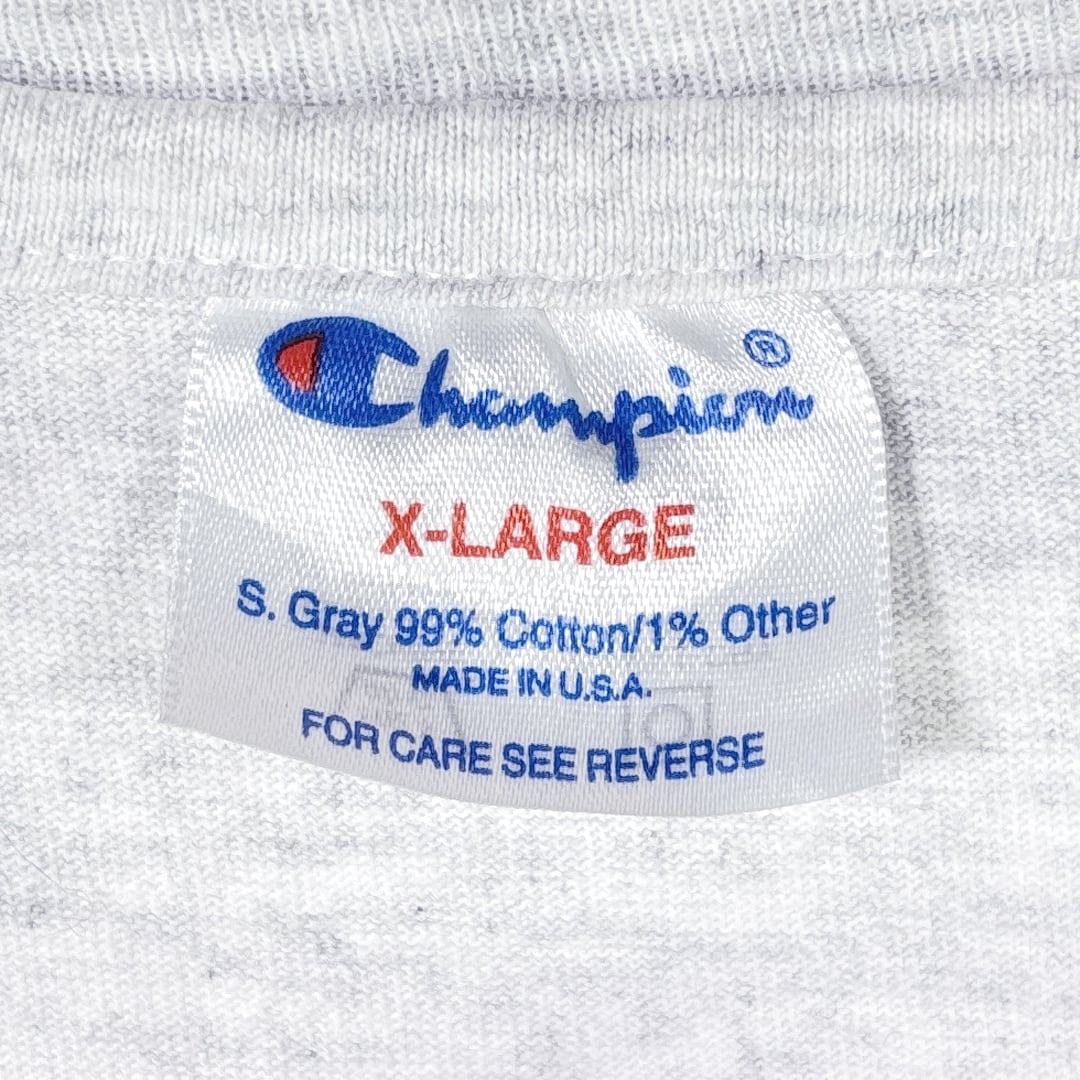 Champion ®
X-LARGE
S. Gray 99% Cotton/1% Other
MADE IN U.S.A.
FOR CARE SEE REVERSE